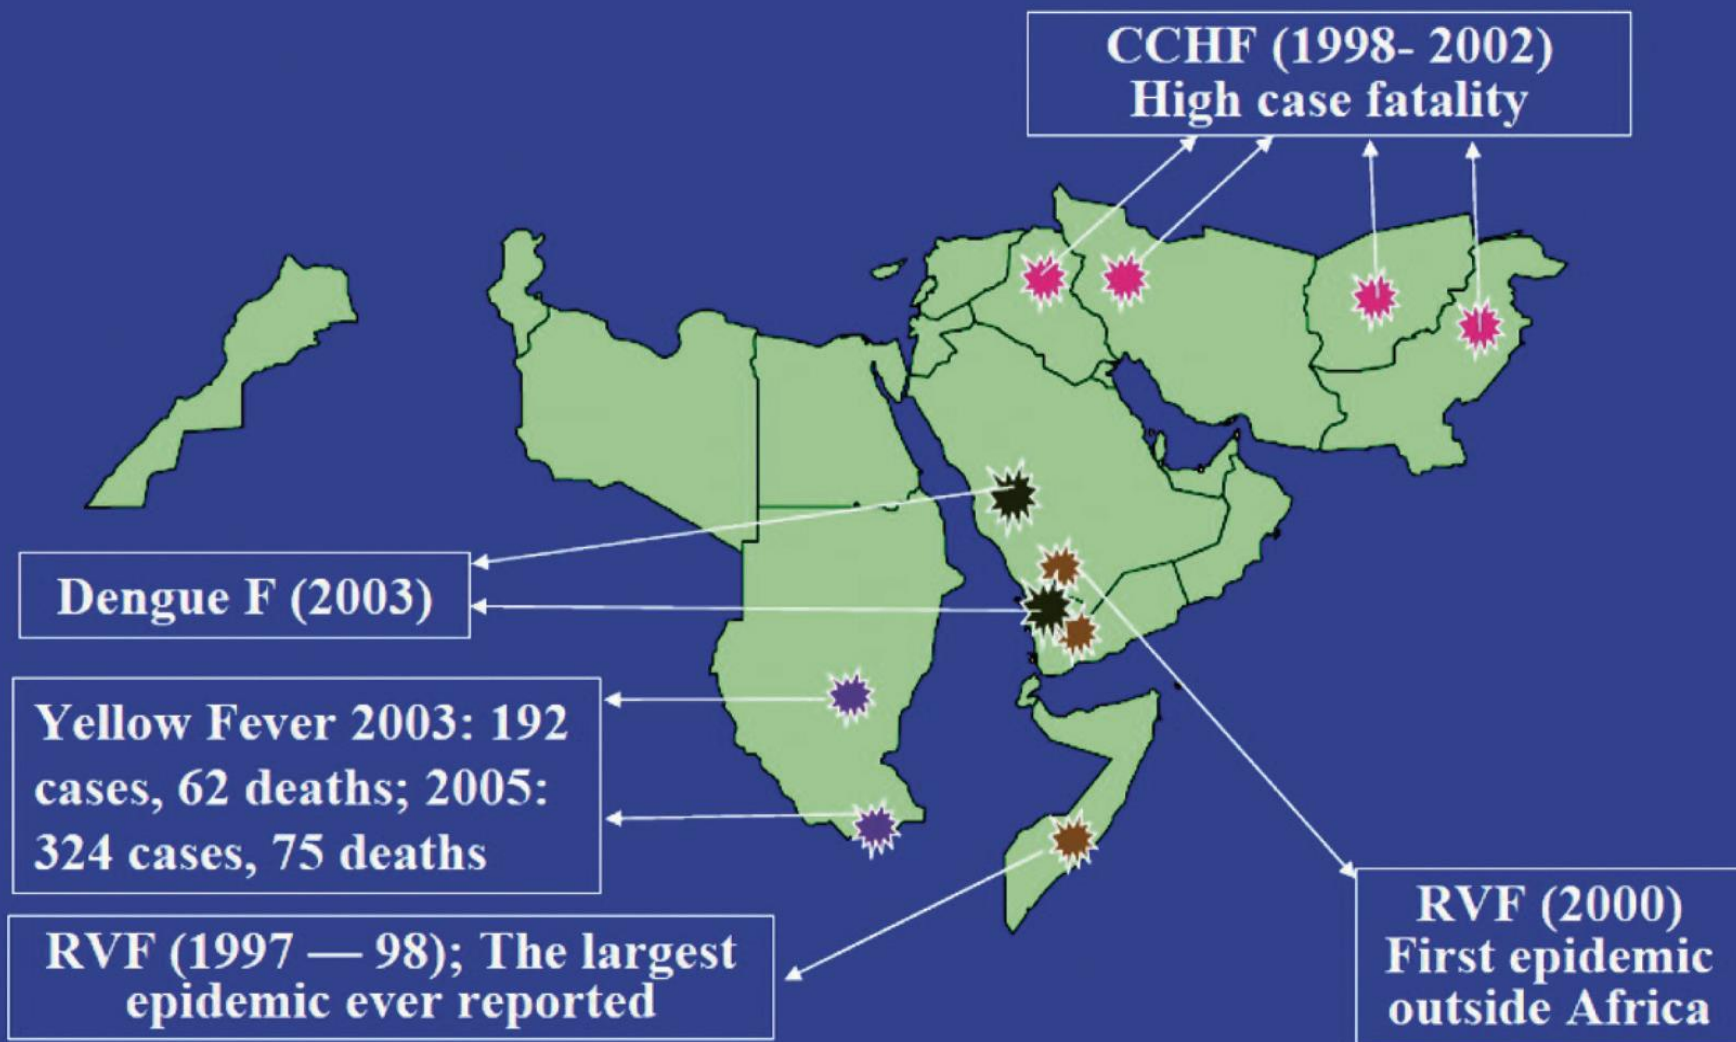 CCHF (1998- 2002)
High case fatality
Dengue F (2003)
Yellow Fever 2003: 192
cases, 62 deaths; 2005:
324 cases, 75 deaths
RVF (1997 — 98); The largest
epidemic ever reported
RVF (2000)
First epidemic
outside Africa